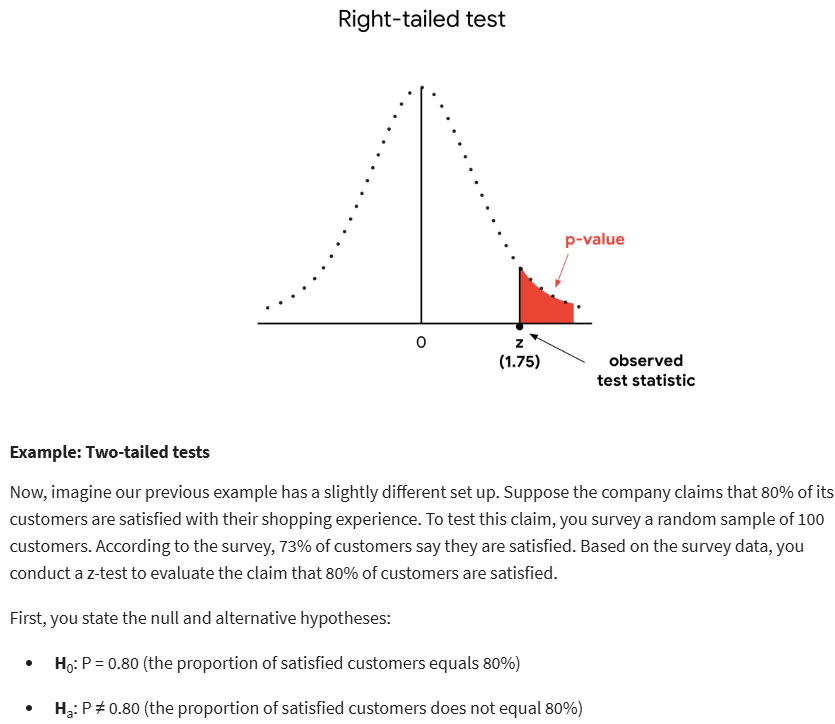 Right-tailed test
p-value
0
z
(1.75)
observed
test statistic
Example: Two-tailed tests
Now, imagine our previous example has a slightly different set up. Suppose the company claims that 80% of its
customers are satisfied with their shopping experience. To test this claim, you survey a random sample of 100
customers. According to the survey, 73% of customers say they are satisfied. Based on the survey data, you
conduct a z-test to evaluate the claim that 80% of customers are satisfied.
First, you state the null and alternative hypotheses:
• H₀: P = 0.80 (the proportion of satisfied customers equals 80%)
• Hₐ: P ≠ 0.80 (the proportion of satisfied customers does not equal 80%)